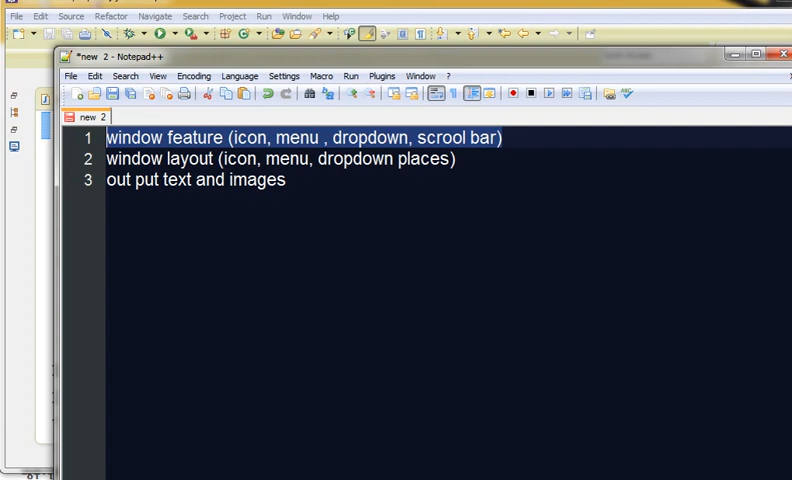 File Edit Source Refactor Navigate Search Project Run Window Help
*new 2 - Notepad++
File Edit Search View Encoding Language Settings Macro Run Plugins Window ?
new 2
1 window feature (icon, menu , dropdown, scrool bar)
2 window layout (icon, menu, dropdown places)
3 out put text and images